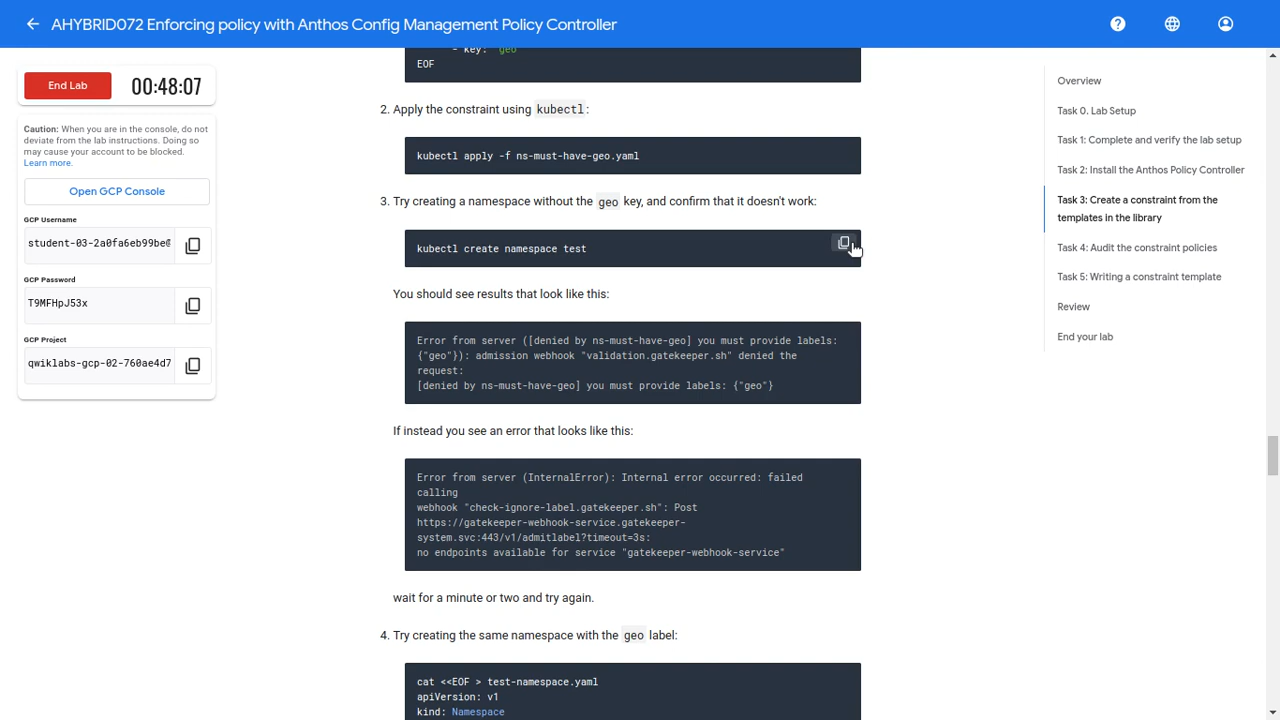 AHYBRID072 Enforcing policy with Anthos Config Management Policy Controller
End Lab
00:48:07
Caution: When you are in the console, do not
deviate from the lab instructions. Doing so
may cause your account to be blocked.
Learn more.
Open GCP Console
GCP Username
student-03-2a0fa6eb99be@
GCP Password
T9MFHpJ53x
GCP Project
qwiklabs-gcp-02-760ae4d7
- key: geo
EOF
2. Apply the constraint using kubectl:
kubectl apply -f ns-must-have-geo.yaml
3. Try creating a namespace without the geo key, and confirm that it doesn't work:
kubectl create namespace test
You should see results that look like this:
Error from server ([denied by ns-must-have-geo] you must provide labels:
{"geo"}): admission webhook "validation.gatekeeper.sh" denied the
request:
[denied by ns-must-have-geo] you must provide labels: {"geo"}
If instead you see an error that looks like this:
Error from server (InternalError): Internal error occurred: failed
calling
webhook "check-ignore-label.gatekeeper.sh": Post
https://gatekeeper-webhook-service.gatekeeper-
system.svc:443/v1/admitlabel?timeout=3s:
no endpoints available for service "gatekeeper-webhook-service"
wait for a minute or two and try again.
4. Try creating the same namespace with the geo label:
cat <<EOF > test-namespace.yaml
apiVersion: v1
kind: Namespace
Overview
Task 0. Lab Setup
Task 1: Complete and verify the lab setup
Task 2: Install the Anthos Policy Controller
Task 3: Create a constraint from the
templates in the library
Task 4: Audit the constraint policies
Task 5: Writing a constraint template
Review
End your lab